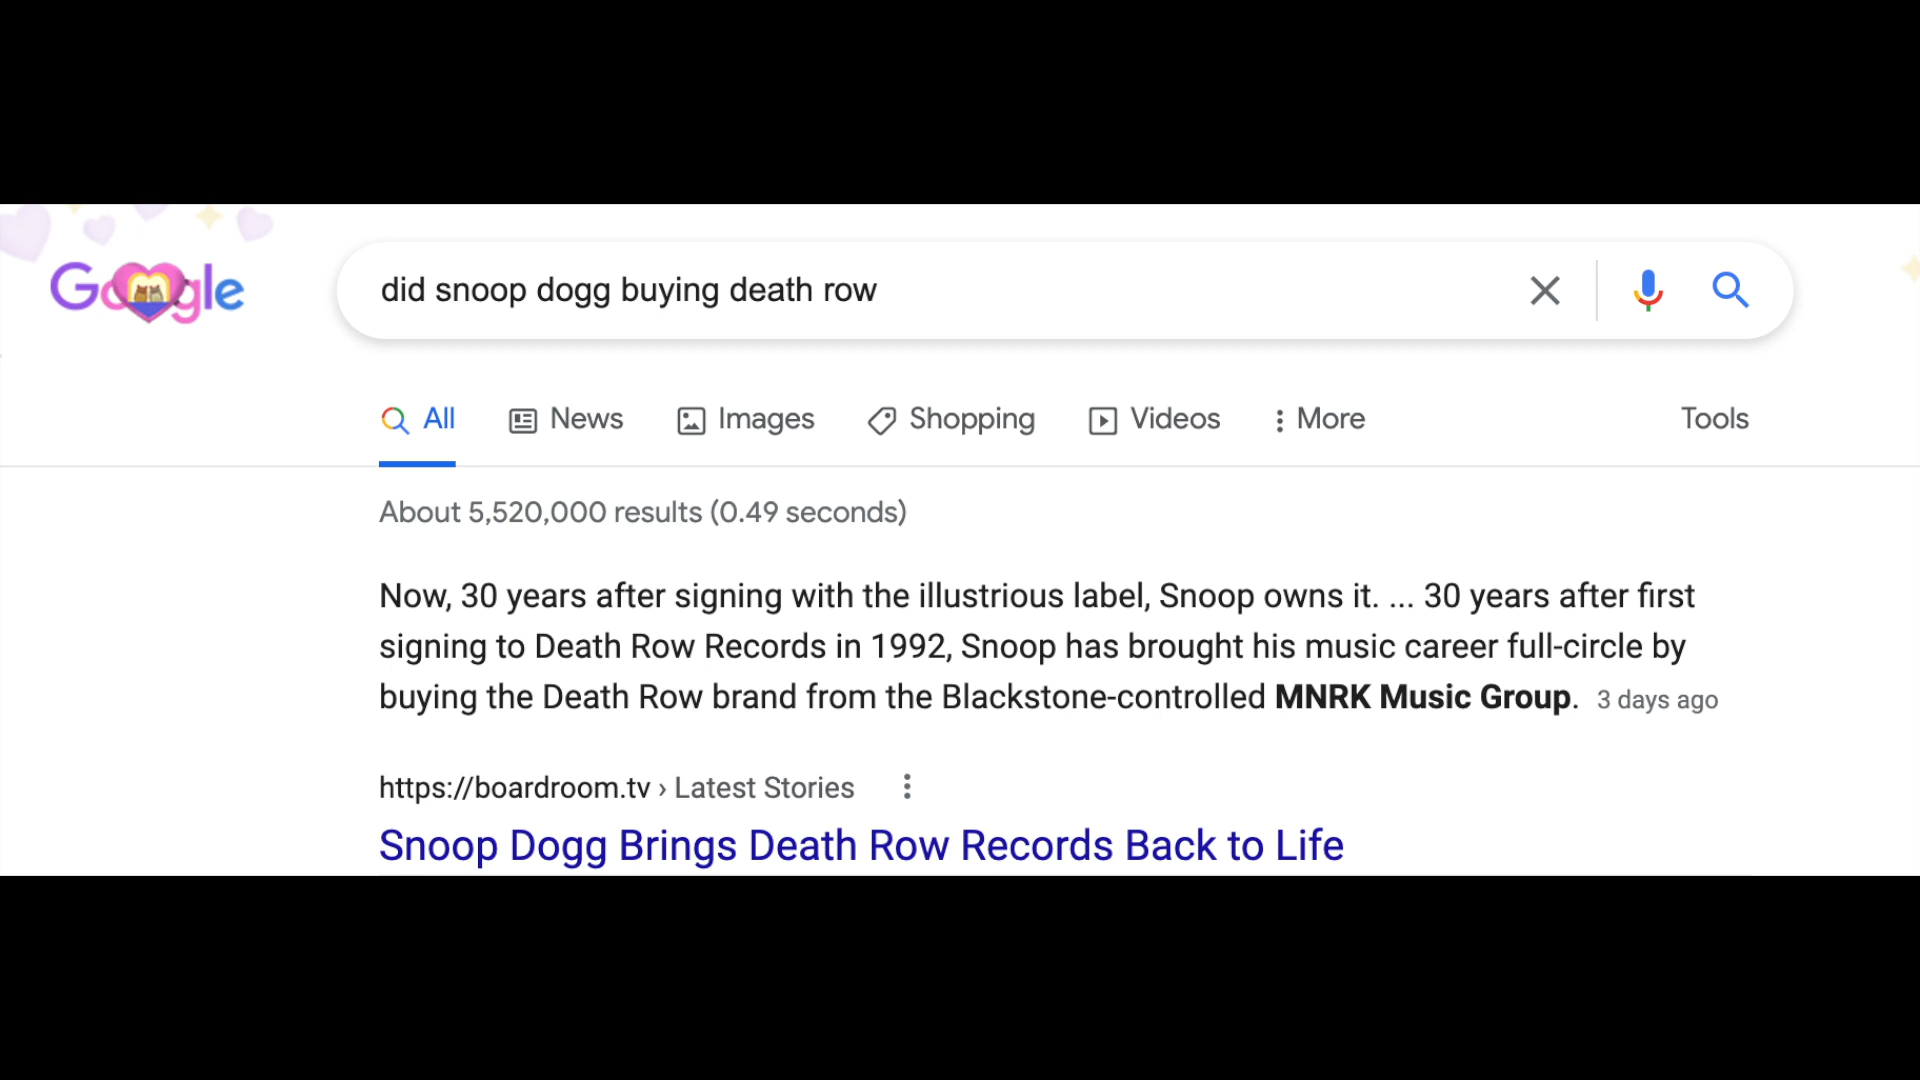 Google
did snoop dogg buying death row
All News Images Shopping Videos More Tools
About 5,520,000 results (0.49 seconds)
Now, 30 years after signing with the illustrious label, Snoop owns it. ... 30 years after first
signing to Death Row Records in 1992, Snoop has brought his music career full-circle by
buying the Death Row brand from the Blackstone-controlled MNRK Music Group. 3 days ago
https://boardroom.tv › Latest Stories
Snoop Dogg Brings Death Row Records Back to Life